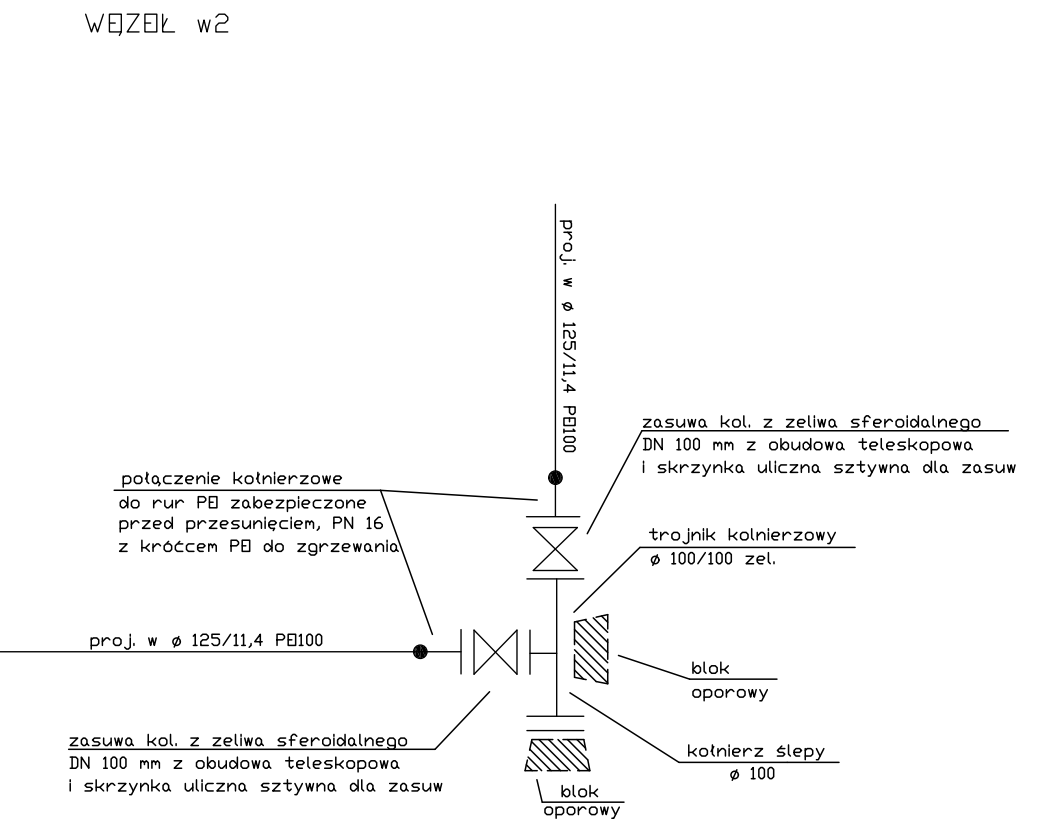 WĘZEŁ w2
proj. w ø 125/11,4 PE100
zasuwa kol. z zeliwa sferoidalnego
DN 100 mm z obudowa teleskopowa
i skrzynka uliczna sztywna dla zasuw
połączenie kołnierzowe
do rur PE zabezpieczone
przed przesunięciem, PN 16
z króćcem PE do zgrzewania
trojnik kolnierzowy
ø 100/100 zel.
proj. w ø 125/11,4 PE100
blok
oporowy
zasuwa kol. z zeliwa sferoidalnego
DN 100 mm z obudowa teleskopowa
i skrzynka uliczna sztywna dla zasuw
kołnierz ślepy
ø 100
blok
oporowy